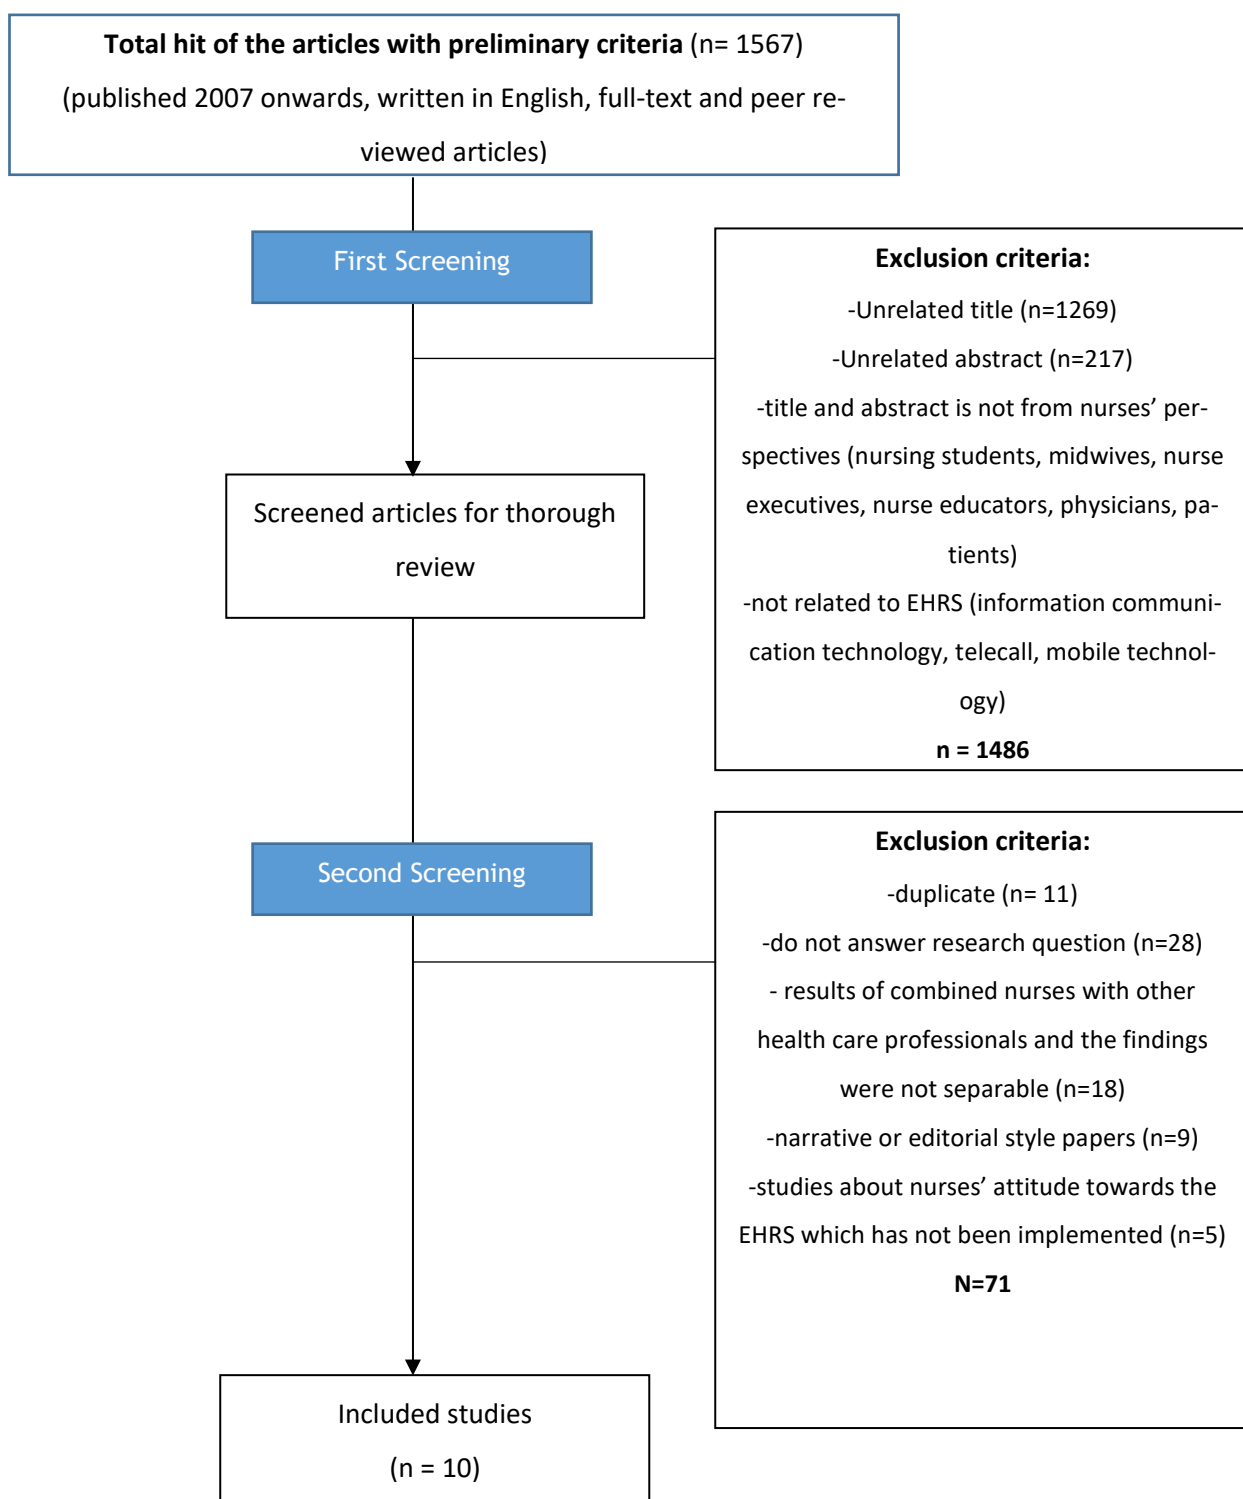 Total hit of the articles with preliminary criteria (n= 1567)
(published 2007 onwards, written in English, full-text and peer re-
viewed articles)
First Screening
Exclusion criteria:
-Unrelated title (n=1269)
-Unrelated abstract (n=217)
-title and abstract is not from nurses’ per-
spectives (nursing students, midwives, nurse
executives, nurse educators, physicians, pa-
tients)
-not related to EHRS (information communi-
cation technology, telecall, mobile technol-
ogy)
n = 1486
Screened articles for thorough
review
Second Screening
Exclusion criteria:
-duplicate (n= 11)
-do not answer research question (n=28)
- results of combined nurses with other
health care professionals and the findings
were not separable (n=18)
-narrative or editorial style papers (n=9)
-studies about nurses’ attitude towards the
EHRS which has not been implemented (n=5)
N=71
Included studies
(n = 10)